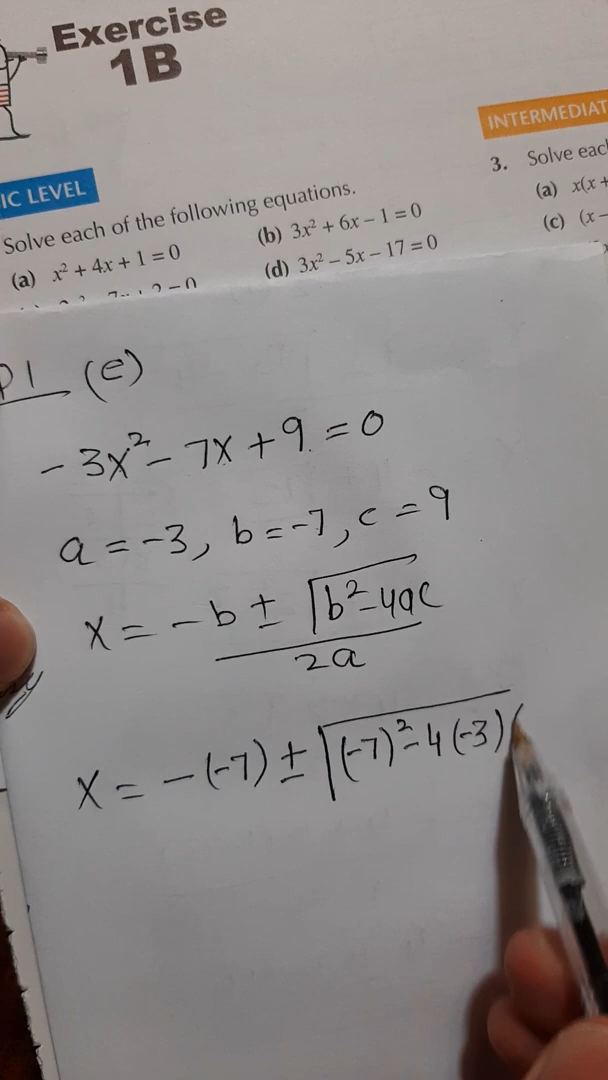 Exercise
1B
INTERMEDIAT
3. Solve eac
(a) x(x +
(c) (x –
IC LEVEL
Solve each of the following equations.
(a) x² + 4x + 1 = 0
(b) 3x² + 6x – 1 = 0
(d) 3x² – 5x – 17 = 0
(e)
- 3x² - 7x + 9 = 0
a = -3, b = -7, c = 9
x = -b ± √b² - 4ac
2a
x = -(-7) ± √(-7)² - 4(-3)(